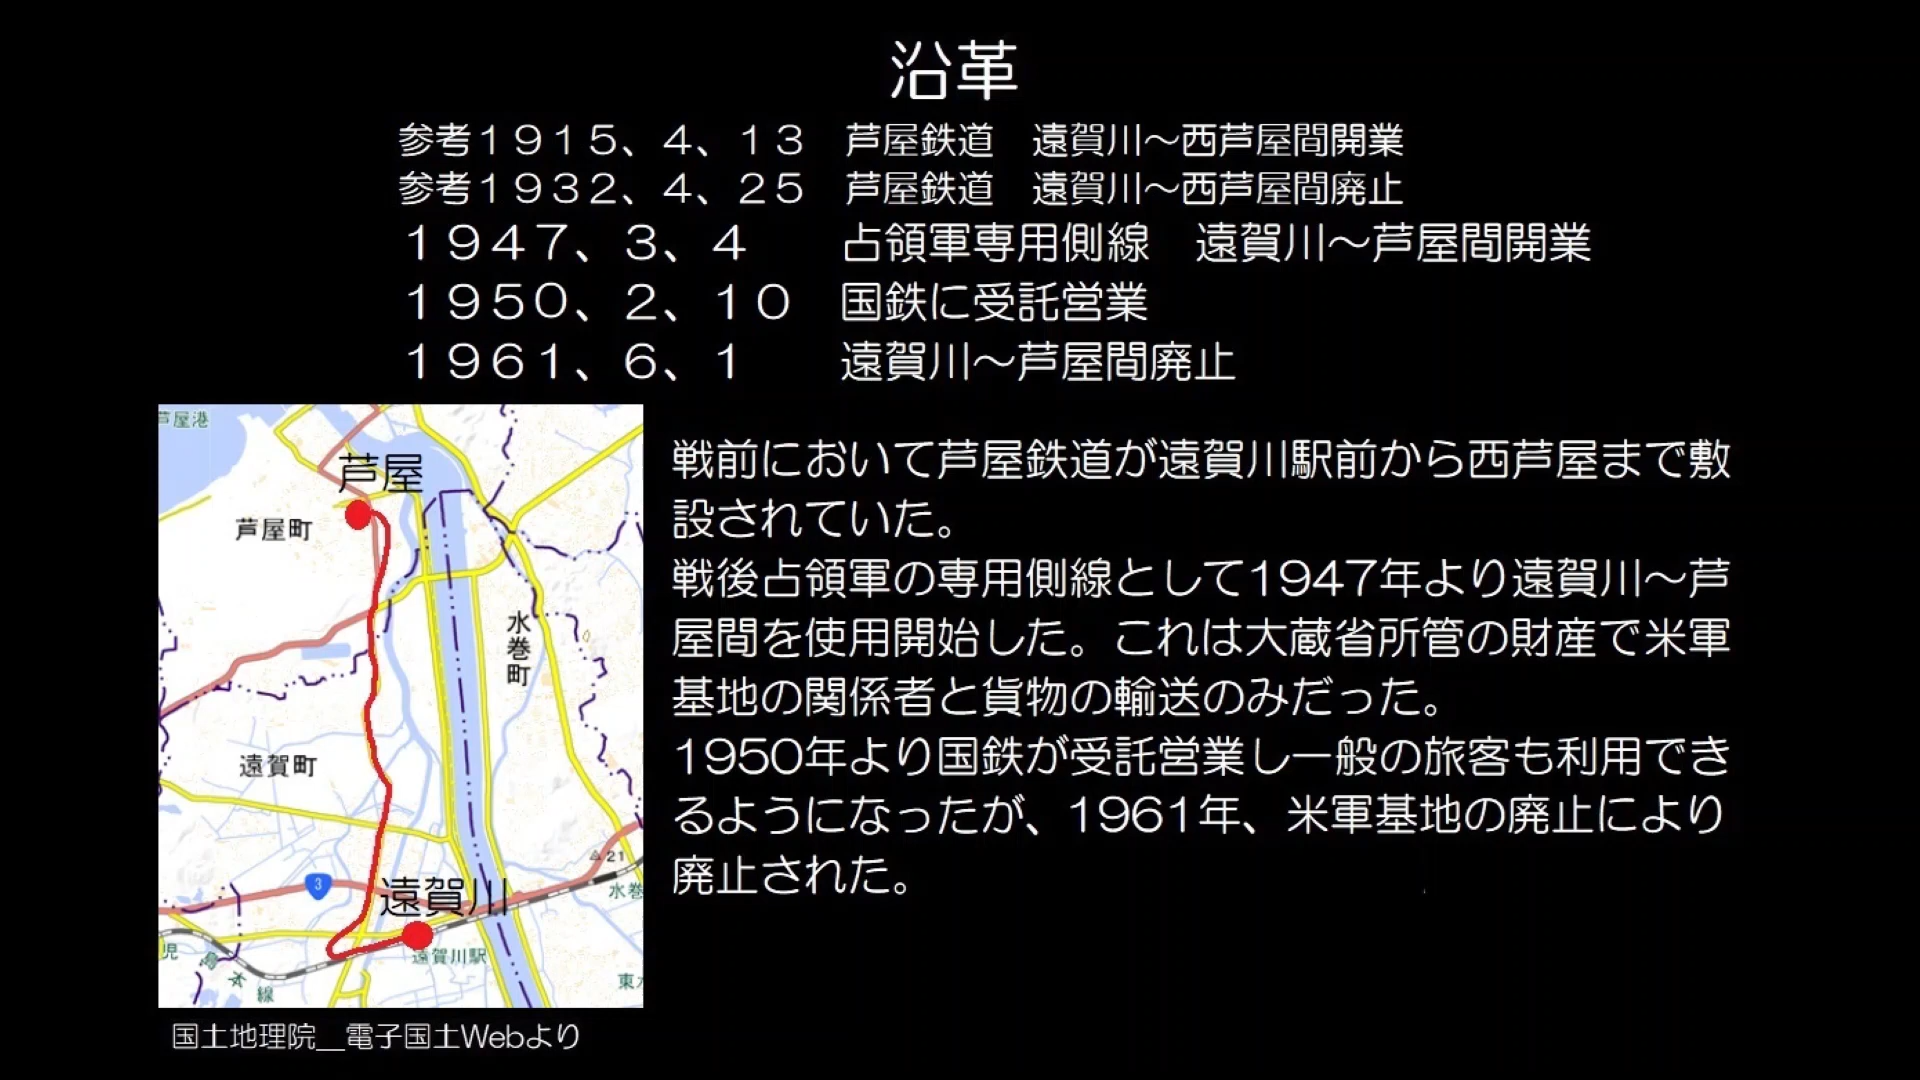 沿革
参考１９１５、４、１３　芦屋鉄道　遠賀川～西芦屋間開業
参考１９３２、４、２５　芦屋鉄道　遠賀川～西芦屋間廃止
１９４７、３、４　占領軍専用側線　遠賀川～芦屋間開業
１９５０、２、１０　国鉄に受託営業
１９６１、６、１　遠賀川～芦屋間廃止
戦前において芦屋鉄道が遠賀川駅前から西芦屋まで敷
設されていた。
戦後占領軍の専用側線として1947年より遠賀川～芦
屋間を使用開始した。これは大蔵省所管の財産で米軍
基地の関係者と貨物の輸送のみだった。
1950年より国鉄が受託営業し一般の旅客も利用でき
るようになったが、1961年、米軍基地の廃止により
廃止された。
芦屋港
芦屋
芦屋町
水巻町
遠賀町
21
3
遠賀川
水巻
遠賀川駅
児
島
本
線
東水
国土地理院__電子国土Webより